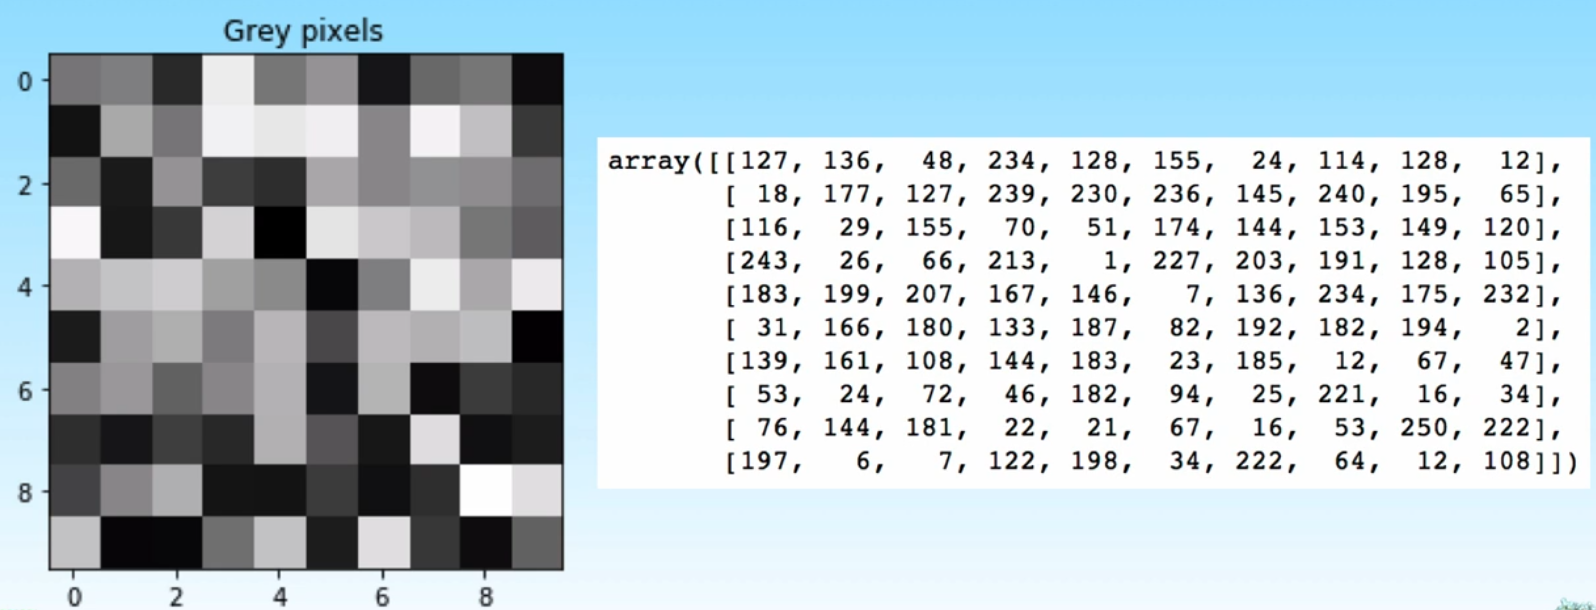 Grey pixels
0
2
4
6
8
0 2 4 6 8
array([[127, 136, 48, 234, 128, 155, 24, 114, 128, 12],
[ 18, 177, 127, 239, 230, 236, 145, 240, 195, 65],
[116, 29, 155, 70, 51, 174, 144, 153, 149, 120],
[243, 26, 66, 213, 1, 227, 203, 191, 128, 105],
[183, 199, 207, 167, 146, 7, 136, 234, 175, 232],
[ 31, 166, 180, 133, 187, 82, 192, 182, 194, 2],
[139, 161, 108, 144, 183, 23, 185, 12, 67, 47],
[ 53, 24, 72, 46, 182, 94, 25, 221, 16, 34],
[ 76, 144, 181, 22, 21, 67, 16, 53, 250, 222],
[197, 6, 7, 122, 198, 34, 222, 64, 12, 108]])